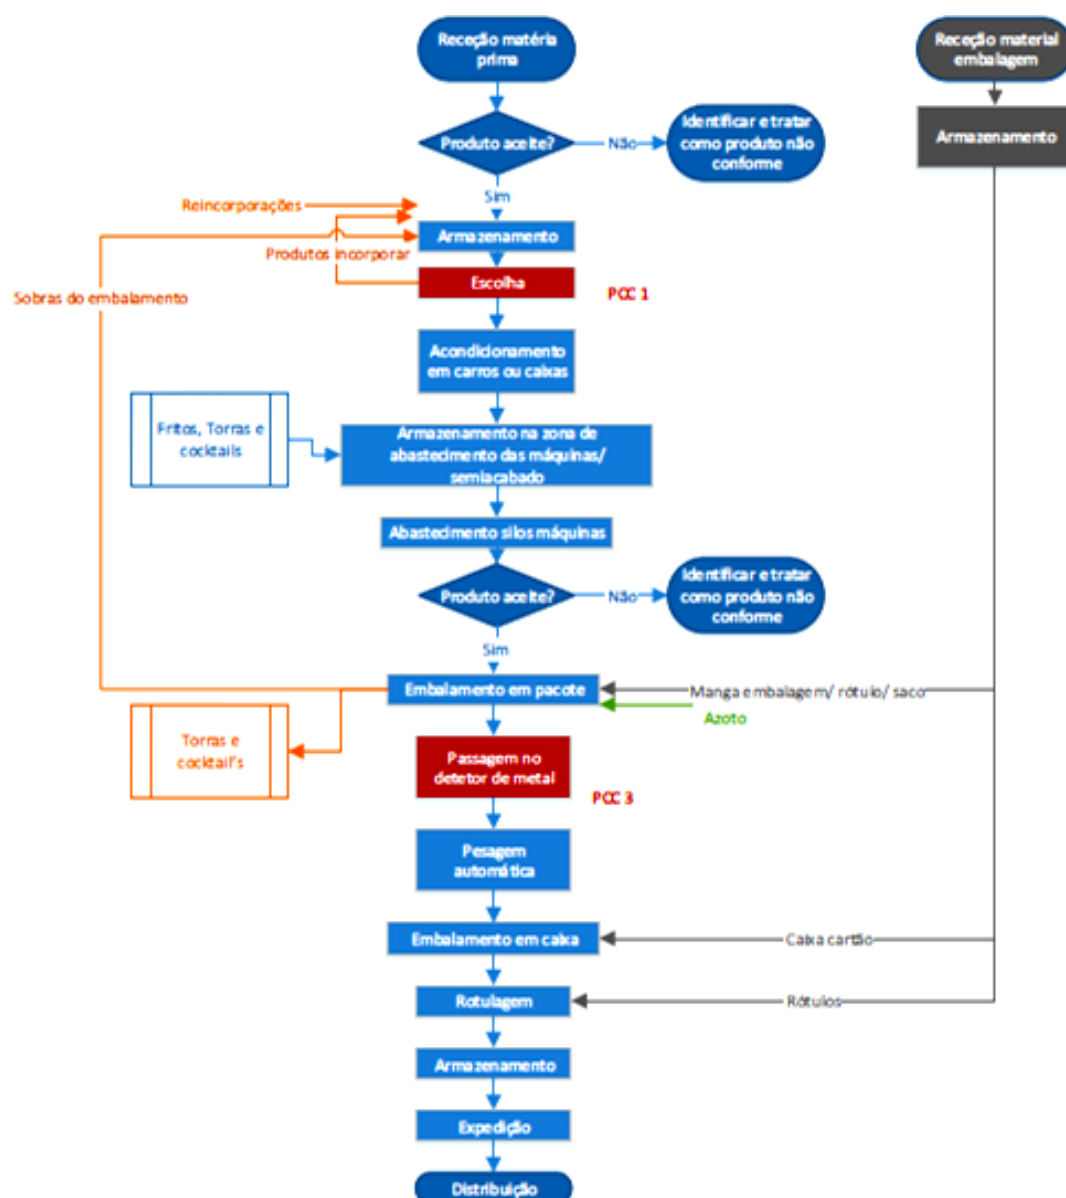 Receção matéria
prima
Receção material
embalagem
Produto aceite?
Não
Identificar e tratar
como produto não
conforme
Armazenamento
Sim
Reincorporações
Armazenamento
Produtos incorporar
Escolha
PCC 1
Sobras do embalamento
Acondicionamento
em carros ou caixas
Fritos, Torras e
cocktails
Armazenamento na zona de
abastecimento das máquinas/
semiacabado
Abastecimento silos máquinas
Produto aceite?
Não
Identificar e tratar
como produto não
conforme
Sim
Embalamento em pacote
Manga embalagem/ rótulo/ saco
Azoto
Torras e
cocktail's
Passagem no
detetor de metal
PCC 3
Pesagem
automática
Embalamento em caixa
Caixa cartão
Rotulagem
Rótulos
Armazenamento
Expedição
Distribuição